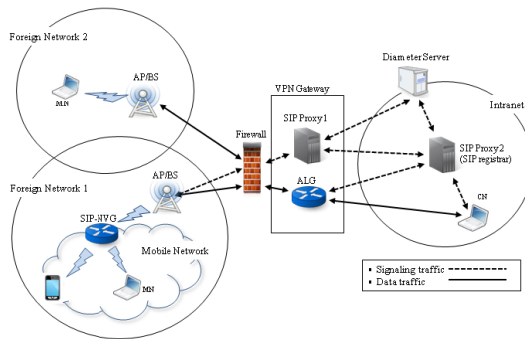 Foreign Network 2
MN
AP/BS
Diameter Server
VPN Gateway
Intranet
SIP Proxy1
Firewall
SIP Proxy2
(SIP registrar)
AP/BS
ALG
Foreign Network 1
CN
SIP-NVG
Mobile Network
MN
▪ Signaling traffic
▪ Data traffic